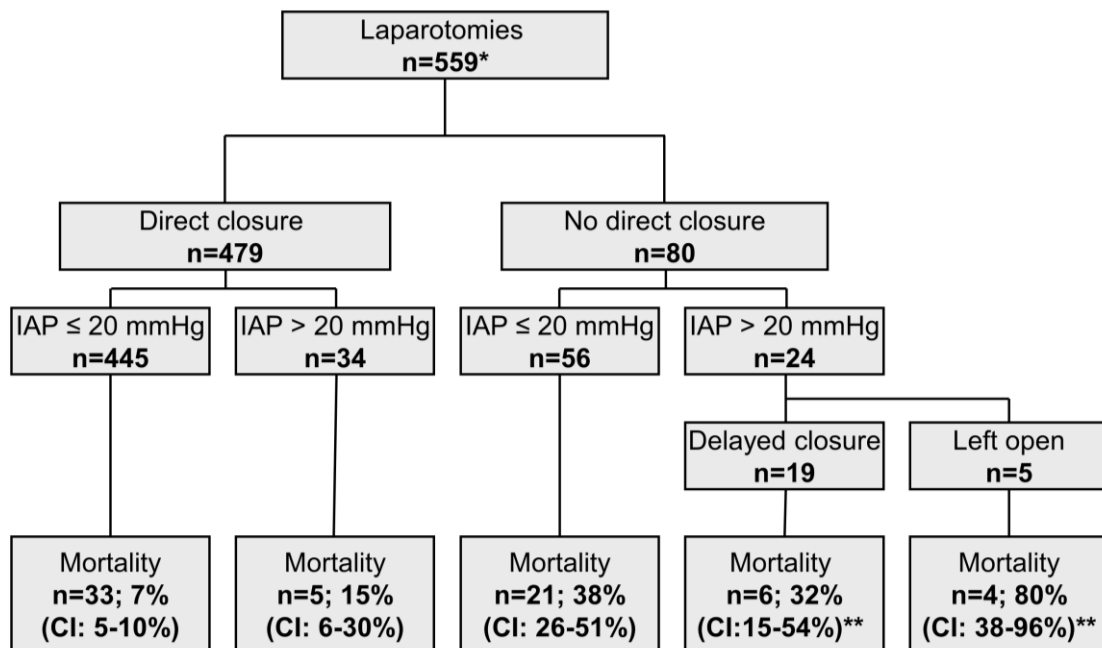 Laparotomies
n=559*
Direct closure
n=479
No direct closure
n=80
IAP ≤ 20 mmHg
n=445
IAP > 20 mmHg
n=34
IAP ≤ 20 mmHg
n=56
IAP > 20 mmHg
n=24
Delayed closure
n=19
Left open
n=5
Mortality
n=33; 7%
(CI: 5-10%)
Mortality
n=5; 15%
(CI: 6-30%)
Mortality
n=21; 38%
(CI: 26-51%)
Mortality
n=6; 32%
(CI:15-54%)**
Mortality
n=4; 80%
(CI: 38-96%)**